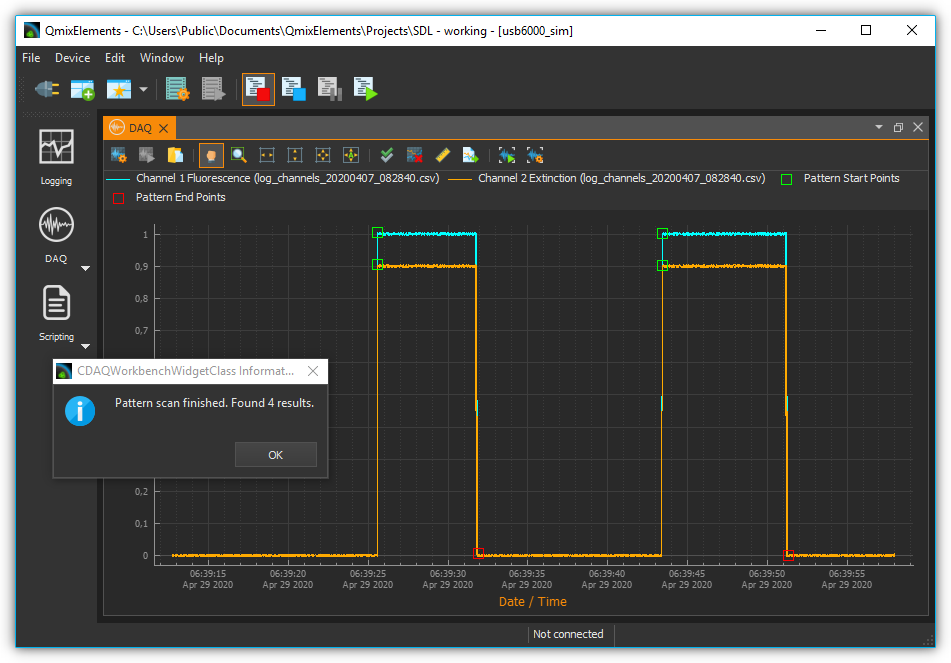 QmixElements - C:\Users\Public\Documents\QmixElements\Projects\SDL - working - [usb6000_sim]
File Device Edit Window Help
DAQ
Logging
DAQ
Scripting
Channel 1 Fluorescence (log_channels_20200407_082840.csv) Channel 2 Extinction (log_channels_20200407_082840.csv) Pattern Start Points
Pattern End Points
1
0,9
0,8
0,7
CDAQWorkbenchWidgetClass Informat...
Pattern scan finished. Found 4 results.
OK
0,2
0,1
0
06:39:15 06:39:20 06:39:25 06:39:30 06:39:35 06:39:40 06:39:45 06:39:50 06:39:55
Apr 29 2020 Apr 29 2020 Apr 29 2020 Apr 29 2020 Apr 29 2020 Apr 29 2020 Apr 29 2020 Apr 29 2020 Apr 29 2020
Date / Time
Not connected